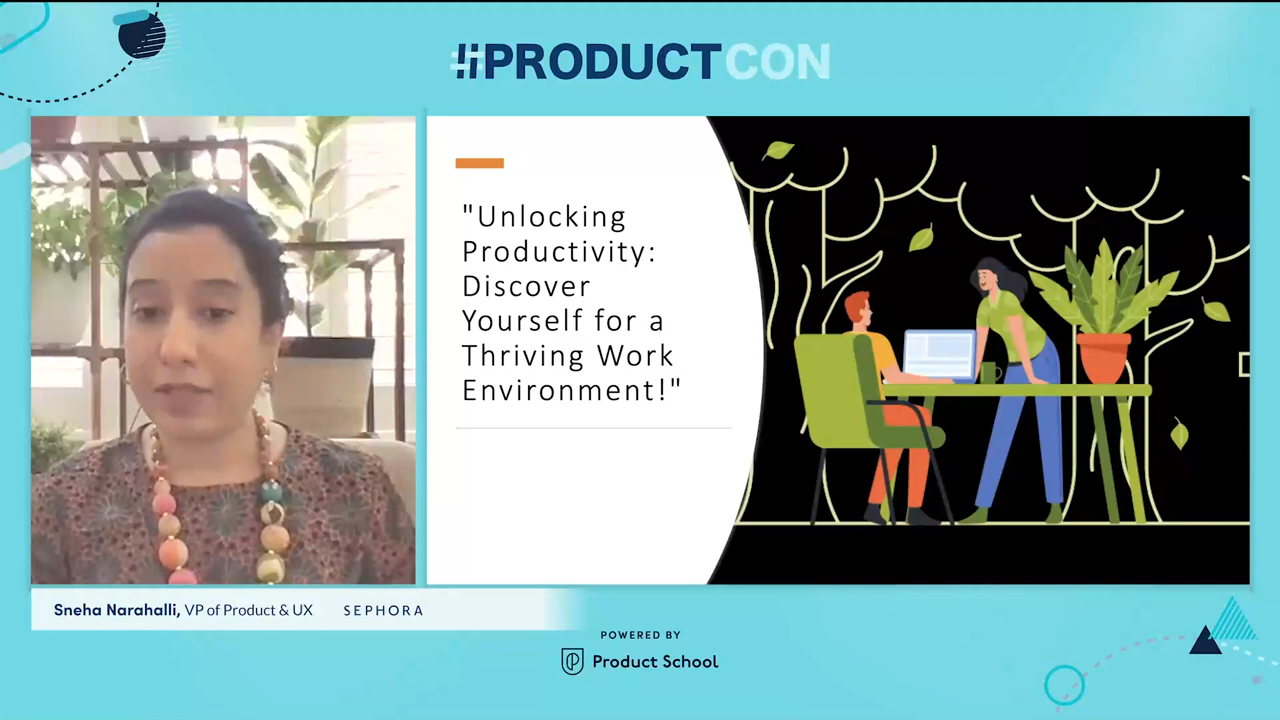 #PRODUCTCON
"Unlocking
Productivity:
Discover
Yourself for a
Thriving Work
Environment!"
Sneha Narahalli, VP of Product & UX SEPHORA
POWERED BY
Product School